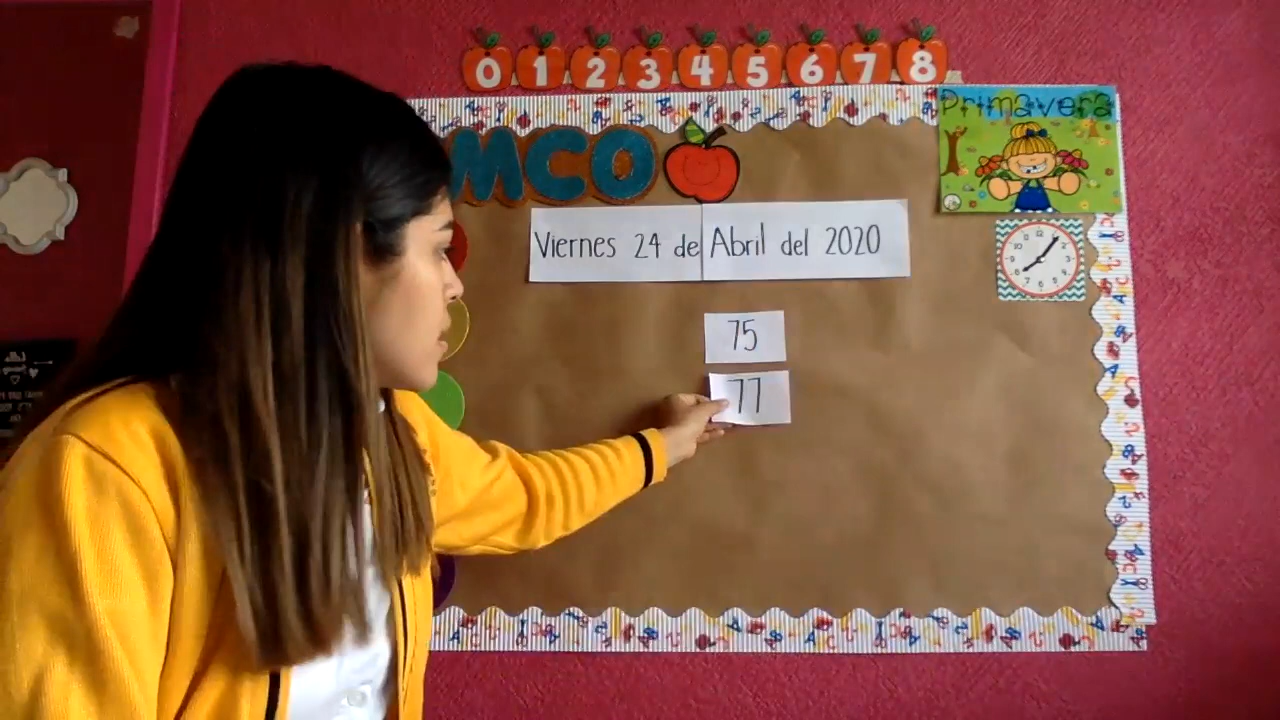 0 1 2 3 4 5 6 7 8
Primavera
MCO
Viernes 24 de Abril del 2020
75
77